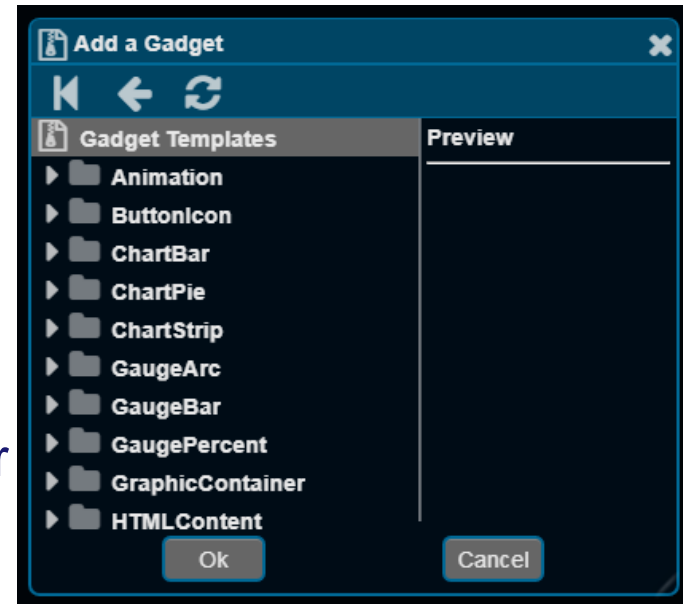 Add a Gadget
Gadget Templates
Preview
Animation
ButtonIcon
ChartBar
ChartPie
ChartStrip
GaugeArc
GaugeBar
GaugePercent
r
GraphicContainer
HTMLContent
Ok
Cancel